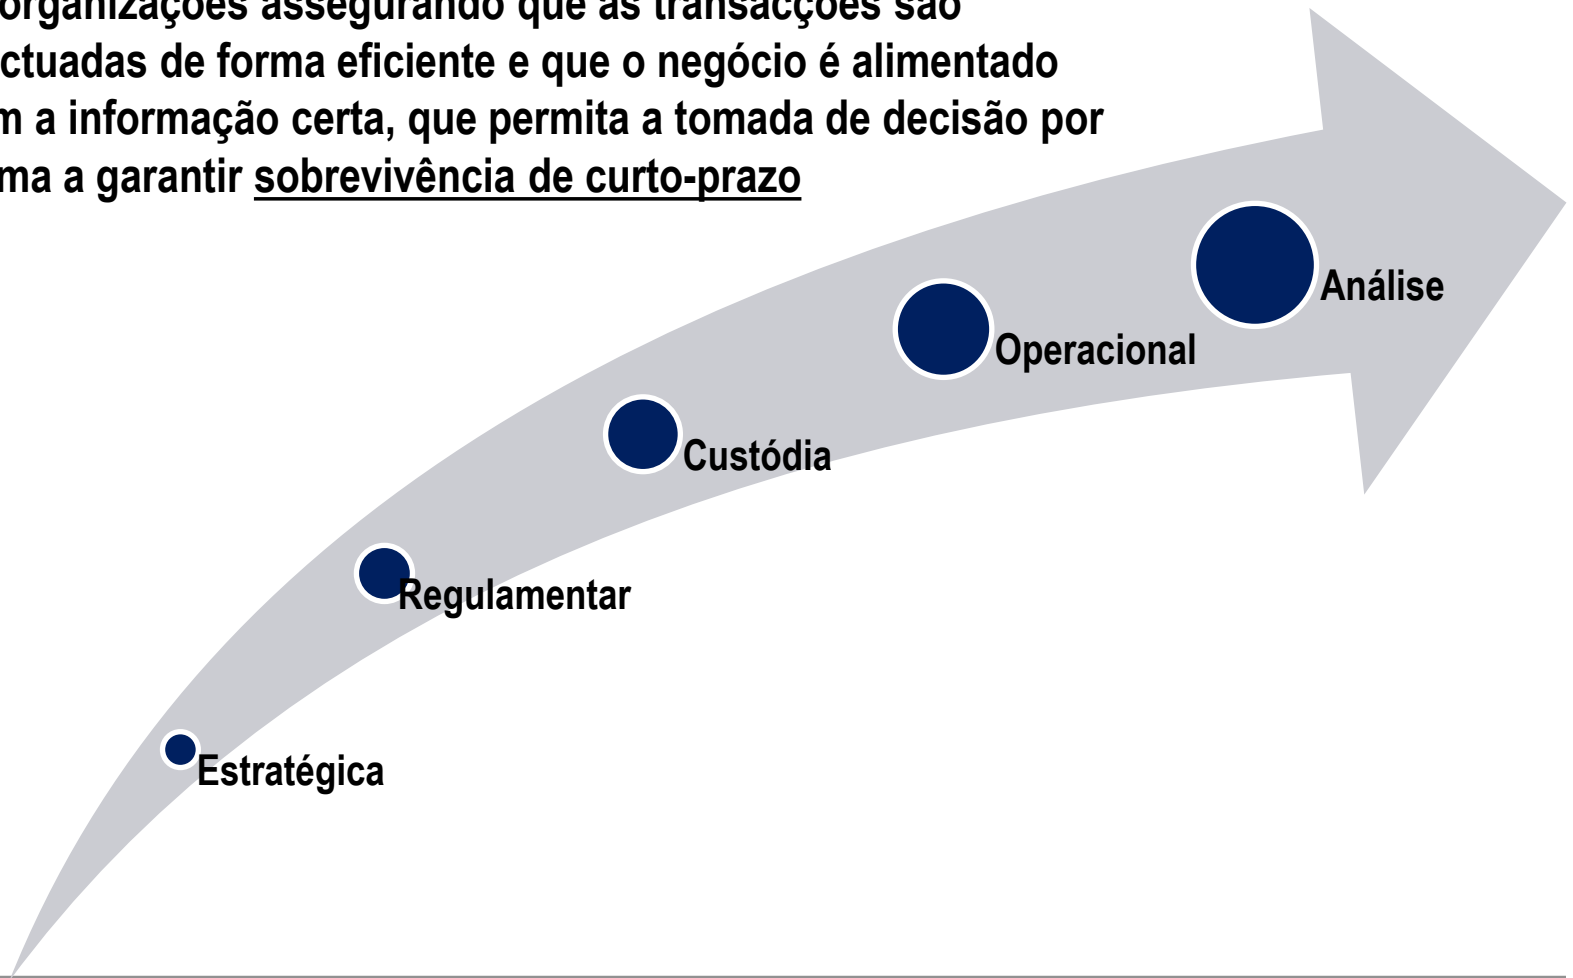 organizações assegurando que as transacções são
ctuadas de forma eficiente e que o negócio é alimentado
m a informação certa, que permita a tomada de decisão por
ma a garantir sobrevivência de curto-prazo
Análise
Operacional
Custódia
Regulamentar
Estratégica